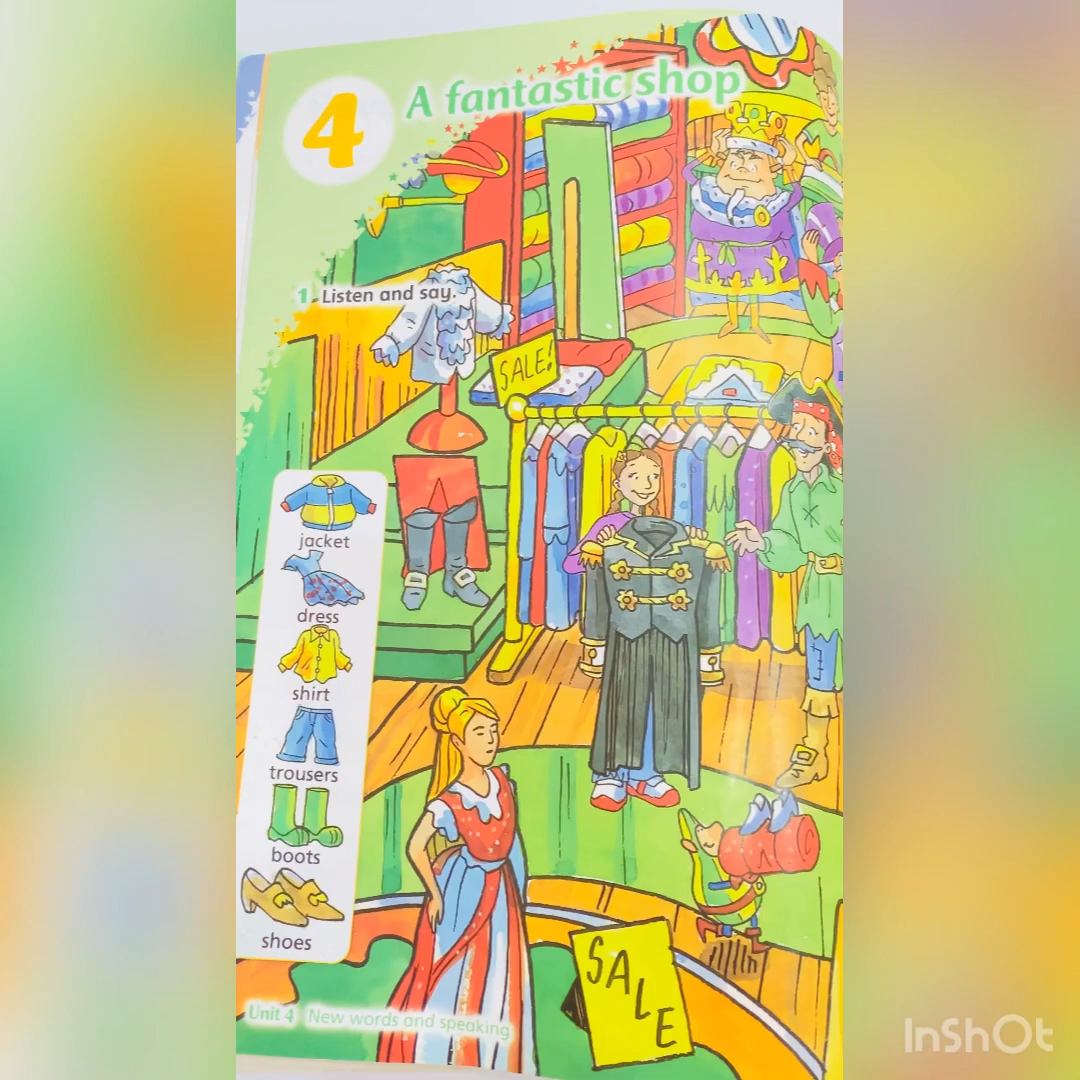 4
A fantastic shop
1 Listen and say.
SALE!
jacket
dress
shirt
trousers
boots
shoes
SALE
Unit 4 New words and speaking
InShOt